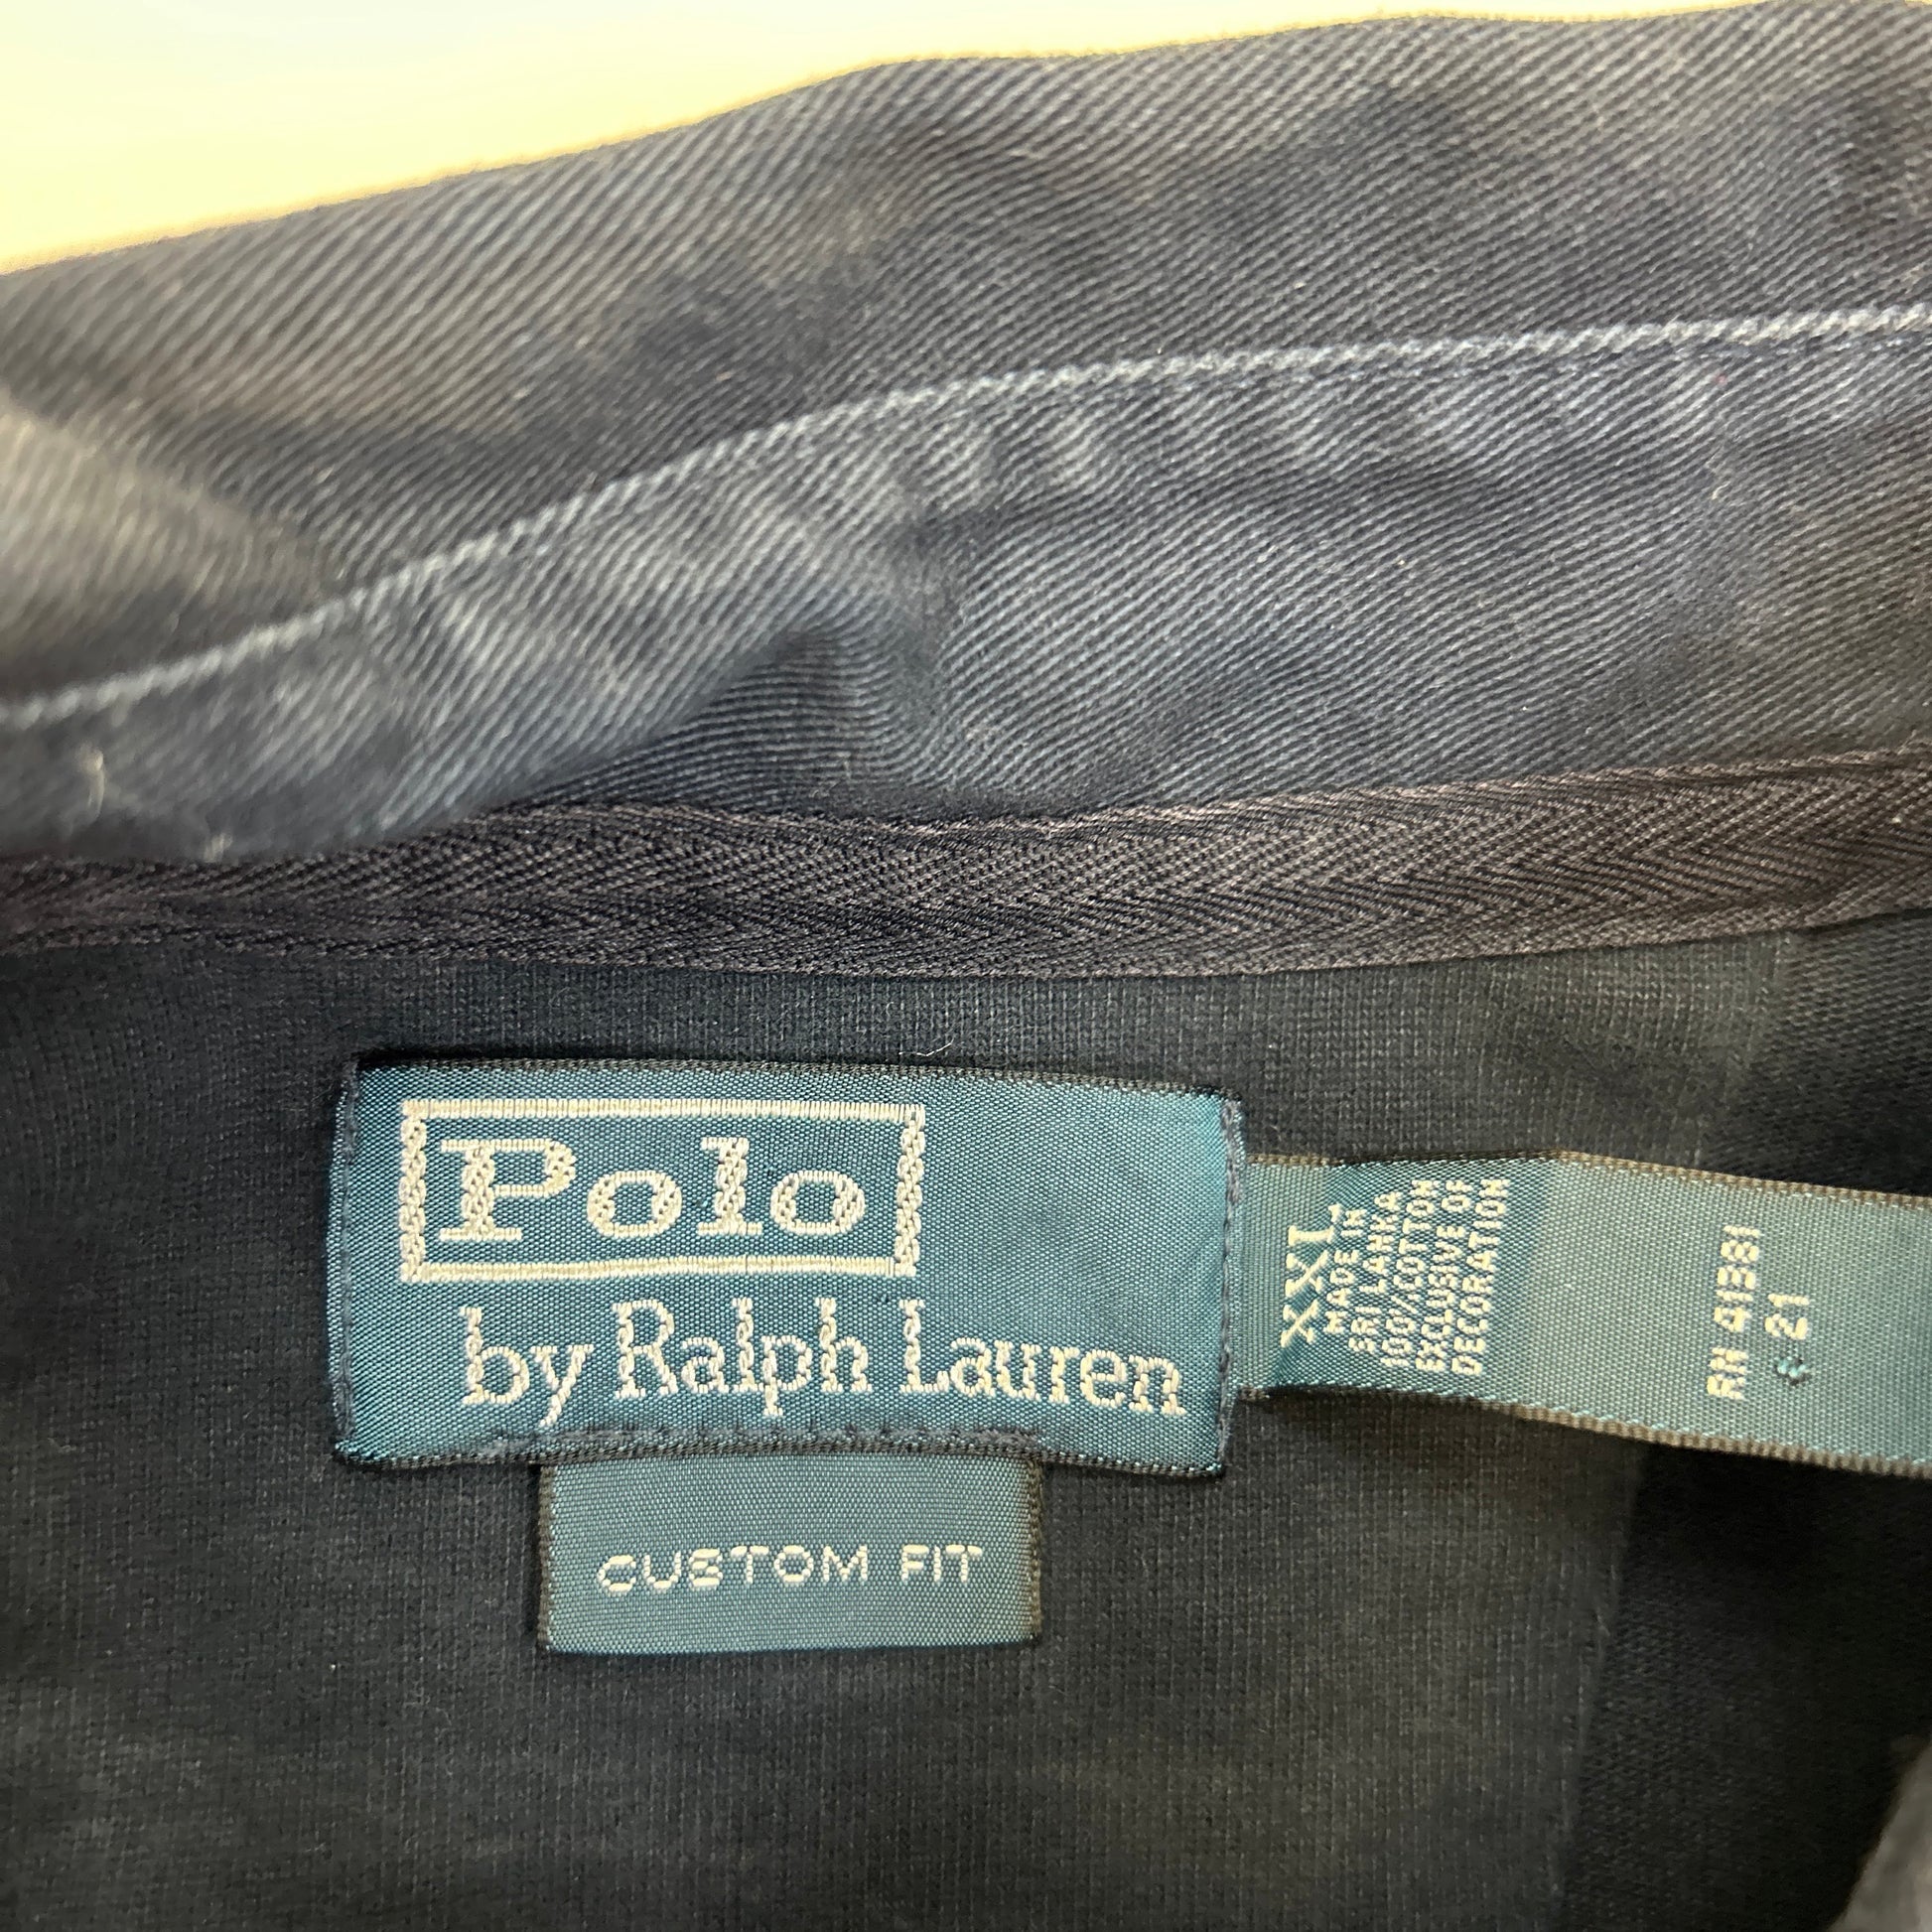 Polo
by Ralph Lauren
CUSTOM FIT
XXL
MADE IN
SRI LANKA
100%COTTON
EXCLUSIVE OF
DECORATION
RN 41381
21